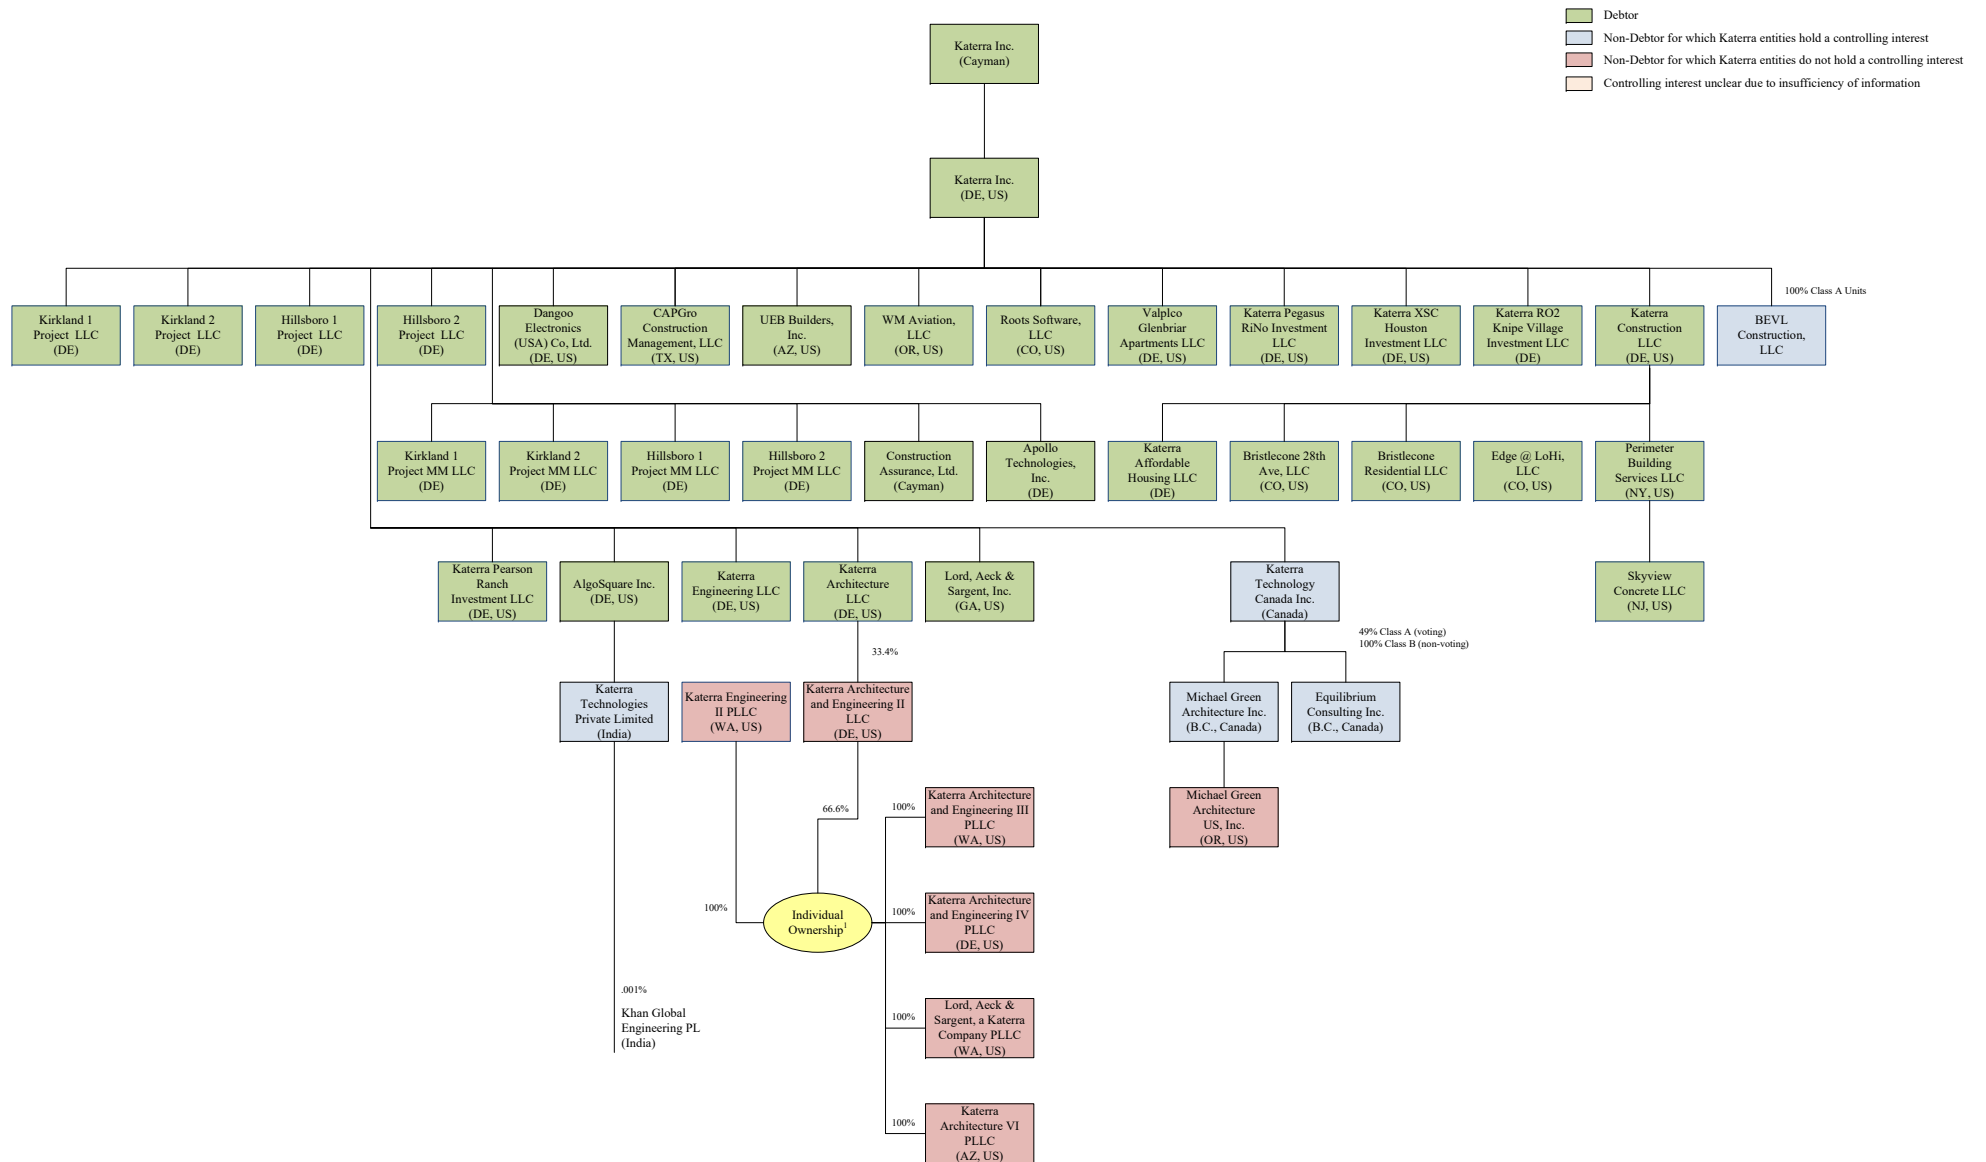 Debtor
Non-Debtor for which Katerra entities hold a controlling interest
Non-Debtor for which Katerra entities do not hold a controlling interest
Controlling interest unclear due to insufficiency of information
Katerra Inc.
(Cayman)
Katerra Inc.
(DE, US)
100% Class A Units
Kirkland 1
Project LLC
(DE)
Kirkland 2
Project LLC
(DE)
Hillsboro 1
Project LLC
(DE)
Hillsboro 2
Project LLC
(DE)
Dangoo
Electronics
(USA) Co, Ltd.
(DE, US)
CAPGro
Construction
Management, LLC
(TX, US)
UEB Builders,
Inc.
(AZ, US)
WM Aviation,
LLC
(OR, US)
Roots Software,
LLC
(CO, US)
Valplco
Glenbriar
Apartments LLC
(DE, US)
Katerra Pegasus
RiNo Investment
LLC
(DE, US)
Katerra XSC
Houston
Investment LLC
(DE, US)
Katerra RO2
Knipe Village
Investment LLC
(DE)
Katerra
Construction
LLC
(DE, US)
BEVL
Construction,
LLC
Kirkland 1
Project MM LLC
(DE)
Kirkland 2
Project MM LLC
(DE)
Hillsboro 1
Project MM LLC
(DE)
Hillsboro 2
Project MM LLC
(DE)
Construction
Assurance, Ltd.
(Cayman)
Apollo
Technologies,
Inc.
(DE)
Katerra
Affordable
Housing LLC
(DE)
Bristlecone 28th
Ave, LLC
(CO, US)
Bristlecone
Residential LLC
(CO, US)
Edge @ LoHi,
LLC
(CO, US)
Perimeter
Building
Services LLC
(NY, US)
Katerra Pearson
Ranch
Investment LLC
(DE, US)
AlgoSquare Inc.
(DE, US)
Katerra
Engineering LLC
(DE, US)
Katerra
Architecture
LLC
(DE, US)
Lord, Aeck &
Sargent, Inc.
(GA, US)
Katerra
Technology
Canada Inc.
(Canada)
Skyview
Concrete LLC
(NJ, US)
33.4%
49% Class A (voting)
100% Class B (non-voting)
Katerra
Technologies
Private Limited
(India)
Katerra Engineering
II PLLC
(WA, US)
Katerra Architecture
and Engineering II
LLC
(DE, US)
Michael Green
Architecture Inc.
(B.C., Canada)
Equilibrium
Consulting Inc.
(B.C., Canada)
66.6%
100%
Katerra Architecture
and Engineering III
PLLC
(WA, US)
Michael Green
Architecture
US, Inc.
(OR, US)
100%
Individual
Ownership1
100%
Katerra Architecture
and Engineering IV
PLLC
(DE, US)
.001%
Khan Global
Engineering PL
(India)
100%
Lord, Aeck &
Sargent, a Katerra
Company PLLC
(WA, US)
100%
Katerra
Architecture VI
PLLC
(AZ, US)